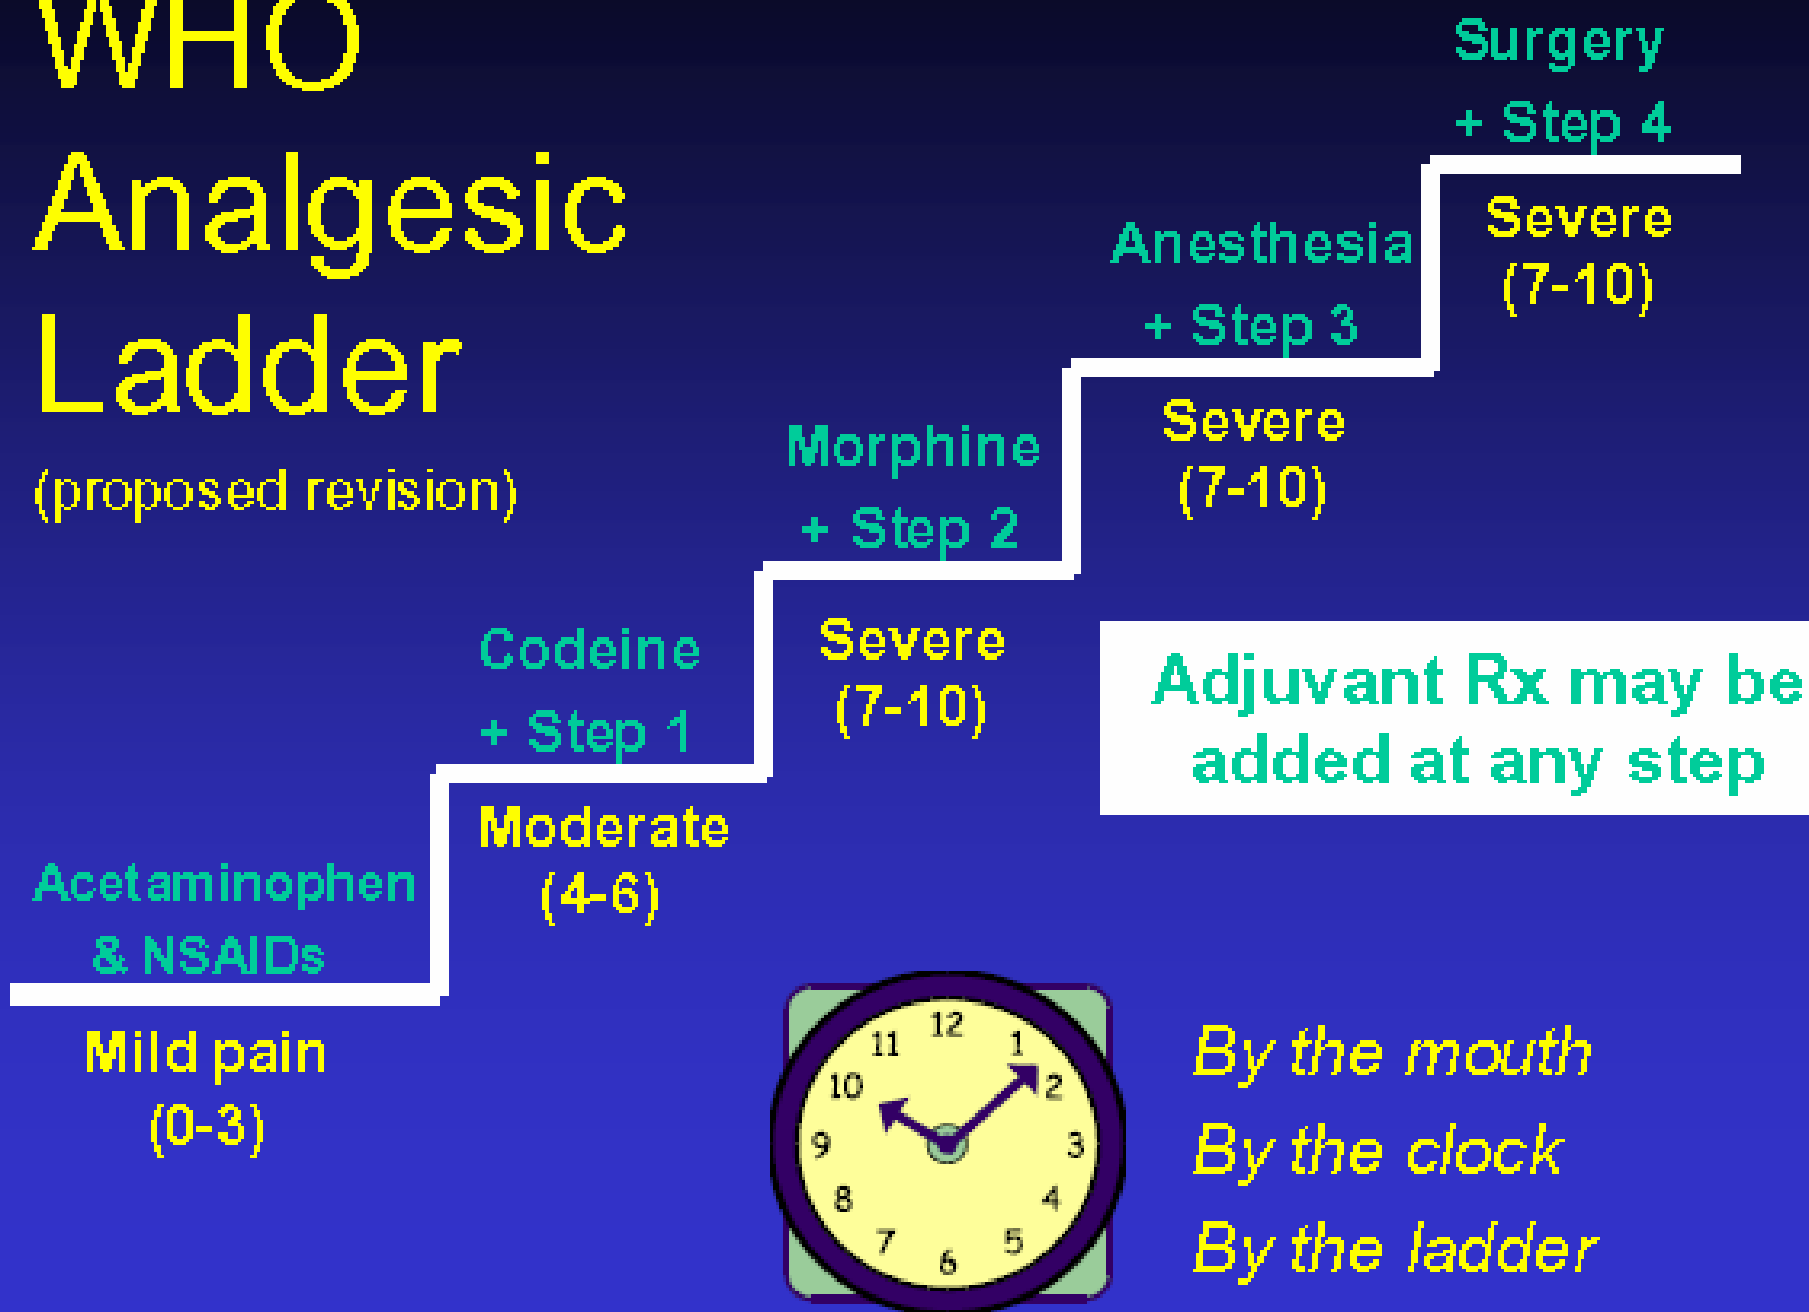 WHO
Analgesic
Ladder
(proposed revision)
Surgery
+ Step 4
Severe
(7-10)
Anesthesia
+ Step 3
Severe
(7-10)
Morphine
+ Step 2
Severe
(7-10)
Codeine
+ Step 1
Moderate
(4-6)
Acetaminophen
& NSAIDs
Mild pain
(0-3)
Adjuvant Rx may be
added at any step
12
1
2
3
4
5
6
7
8
9
10
11
By the mouth
By the clock
By the ladder